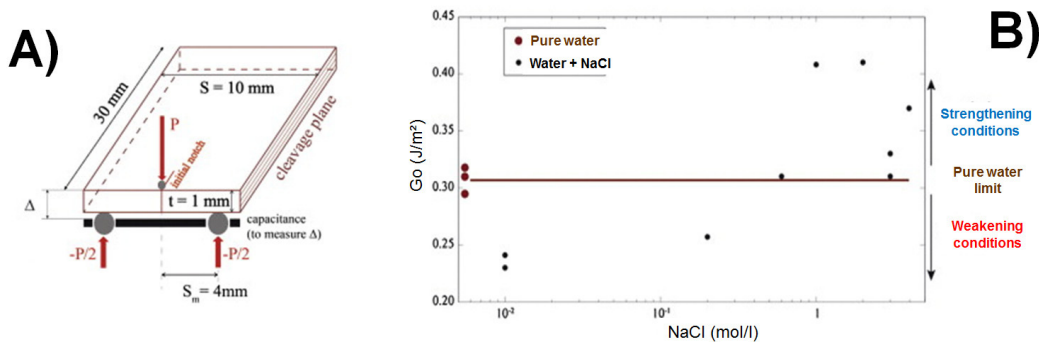 A)
30 mm
S = 10 mm
P
initial notch
cleavage plane
Δ
t = 1 mm
capacitance
(to measure Δ)
-P/2
-P/2
Sm = 4mm
B)
Pure water
Water + NaCl
0.45
0.40
0.35
0.30
0.25
0.20
Go (J/m²)
10⁻²
10⁻¹
1
NaCl (mol/l)
Strengthening
conditions
Pure water
limit
Weakening
conditions